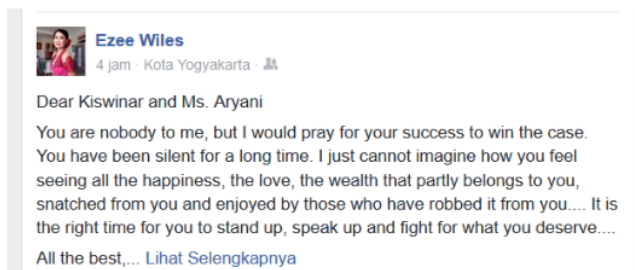 Ezee Wiles
4 jam · Kota Yogyakarta ·
Dear Kiswinar and Ms. Aryani
You are nobody to me, but I would pray for your success to win the case.
You have been silent for a long time. I just cannot imagine how you feel
seeing all the happiness, the love, the wealth that partly belongs to you,
snatched from you and enjoyed by those who have robbed it from you.... It is
the right time for you to stand up, speak up and fight for what you deserve....
All the best,... Lihat Selengkapnya